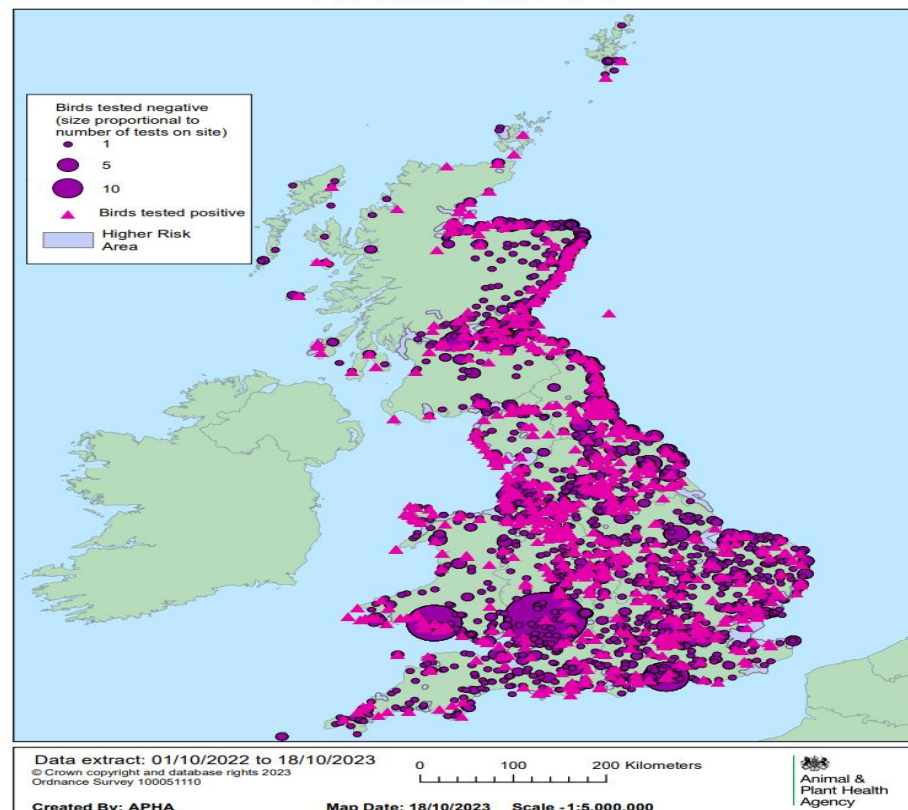 Birds tested negative
(size proportional to
number of tests on site)
1
5
10
Birds tested positive
Higher Risk
Area
Data extract: 01/10/2022 to 18/10/2023
© Crown copyright and database rights 2023
Ordnance Survey 100051110
0 100 200 Kilometers
Animal &
Plant Health
Agency
Created By: APHA Map Date: 18/10/2023 Scale -1:5,000,000